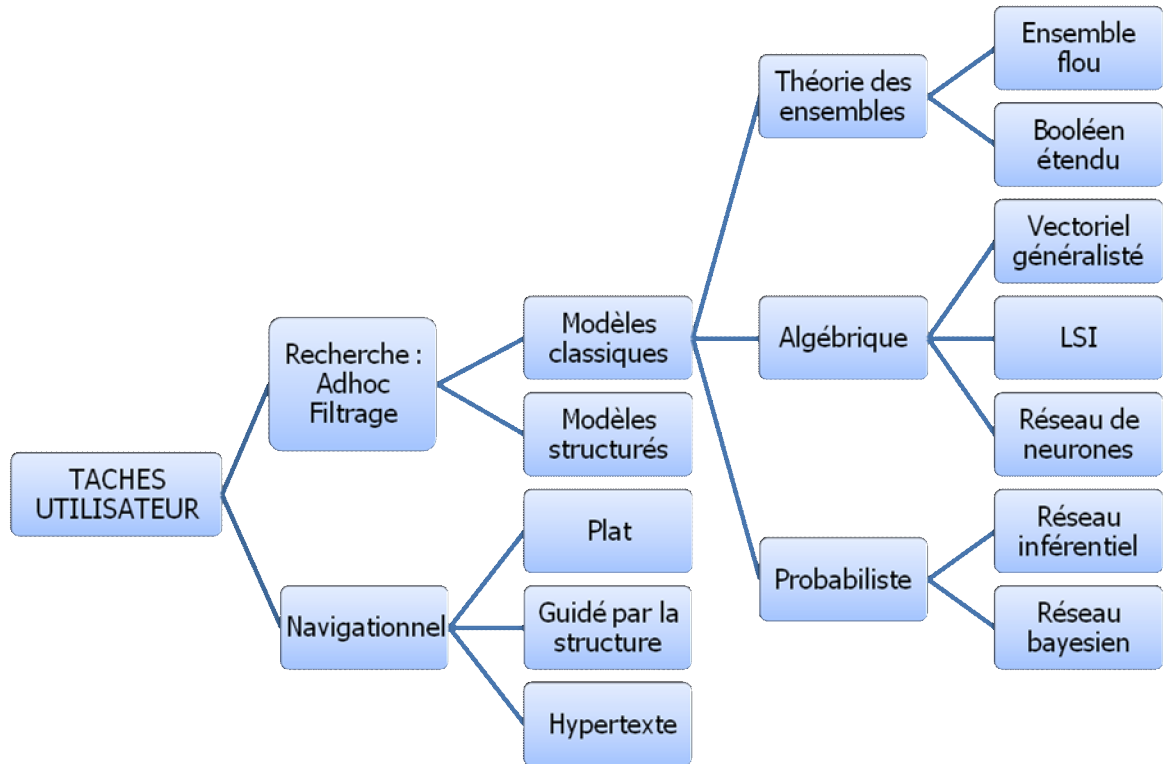 TACHES
UTILISATEUR
Recherche :
Adhoc
Filtrage
Navigationnel
Modèles
classiques
Modèles
structurés
Plat
Guidé par la
structure
Hypertexte
Théorie des
ensembles
Algébrique
Probabiliste
Ensemble
flou
Booléen
étendu
Vectoriel
généralisté
LSI
Réseau de
neurones
Réseau
inférentiel
Réseau
bayesien